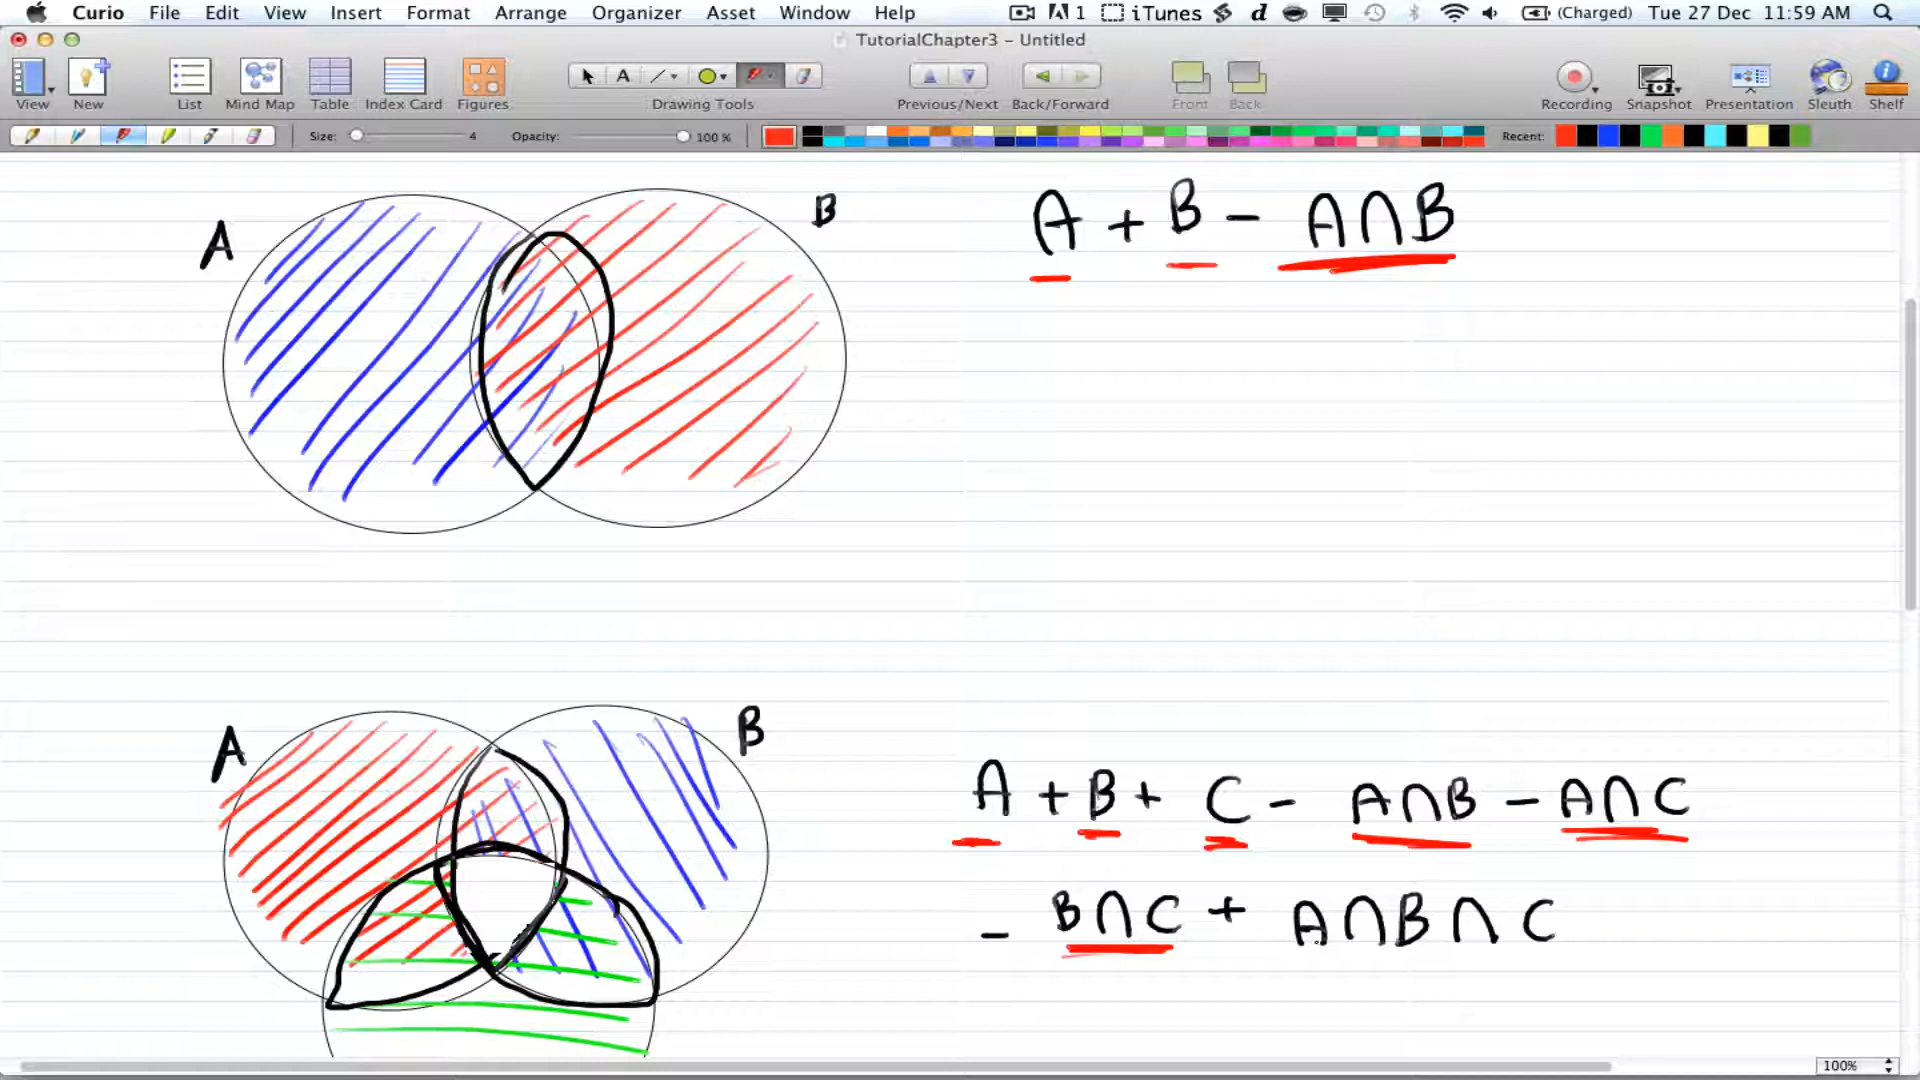 Curio File Edit View Insert Format Arrange Organizer Asset Window Help 1 iTunes d (Charged) Tue 27 Dec 11:59 AM
TutorialChapter3 – Untitled
View New List Mind Map Table Index Card Figures A Drawing Tools Previous/Next Back/Forward Front Back Recording Snapshot Presentation Sleuth Shelf
Size: 4 Opacity: 100 % Recent:
A B A + B − A∩B
A B
A + B + C − A∩B − A∩C
− B∩C + A∩B∩C
100%